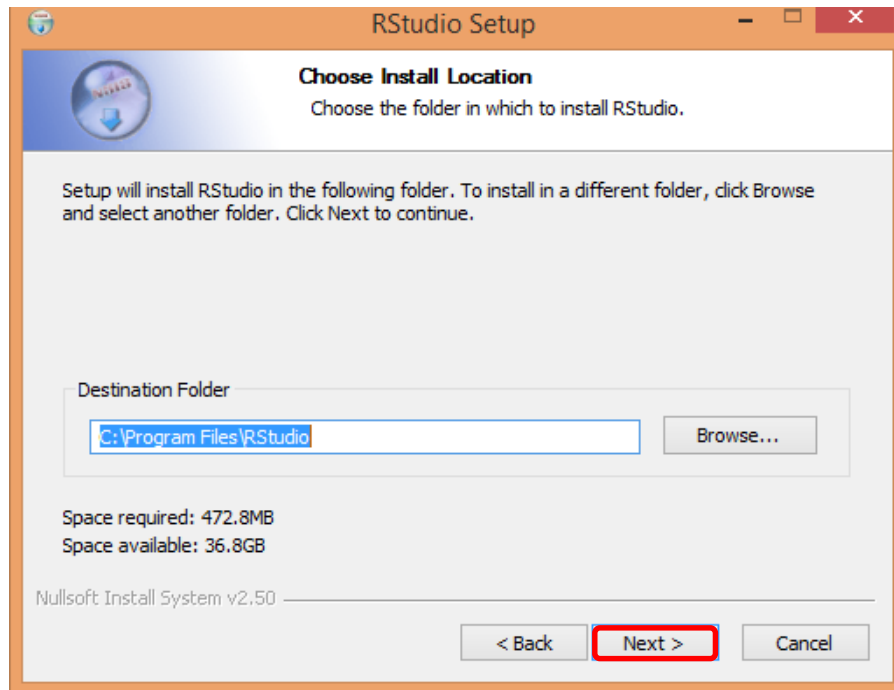 RStudio Setup
Choose Install Location
Choose the folder in which to install RStudio.
Setup will install RStudio in the following folder. To install in a different folder, click Browse
and select another folder. Click Next to continue.
Destination Folder
C:\Program Files\RStudio
Browse...
Space required: 472.8MB
Space available: 36.8GB
Nullsoft Install System v2.50
< Back
Next >
Cancel